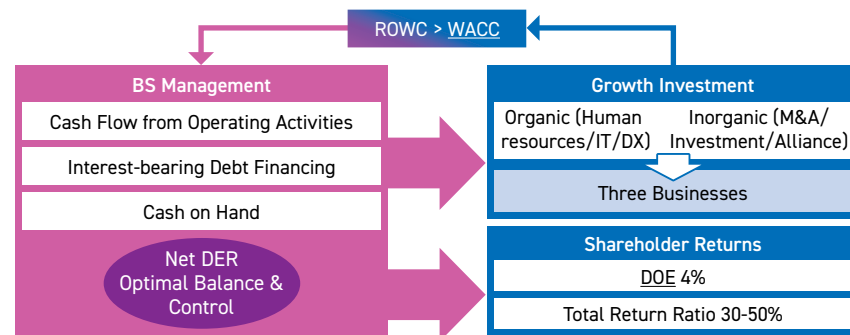 ROWC > WACC
BS Management
Cash Flow from Operating Activities
Interest-bearing Debt Financing
Cash on Hand
Net DER
Optimal Balance &
Control
Growth Investment
Organic (Human
resources/IT/DX)
Inorganic (M&A/
Investment/Alliance)
Three Businesses
Shareholder Returns
DOE 4%
Total Return Ratio 30-50%